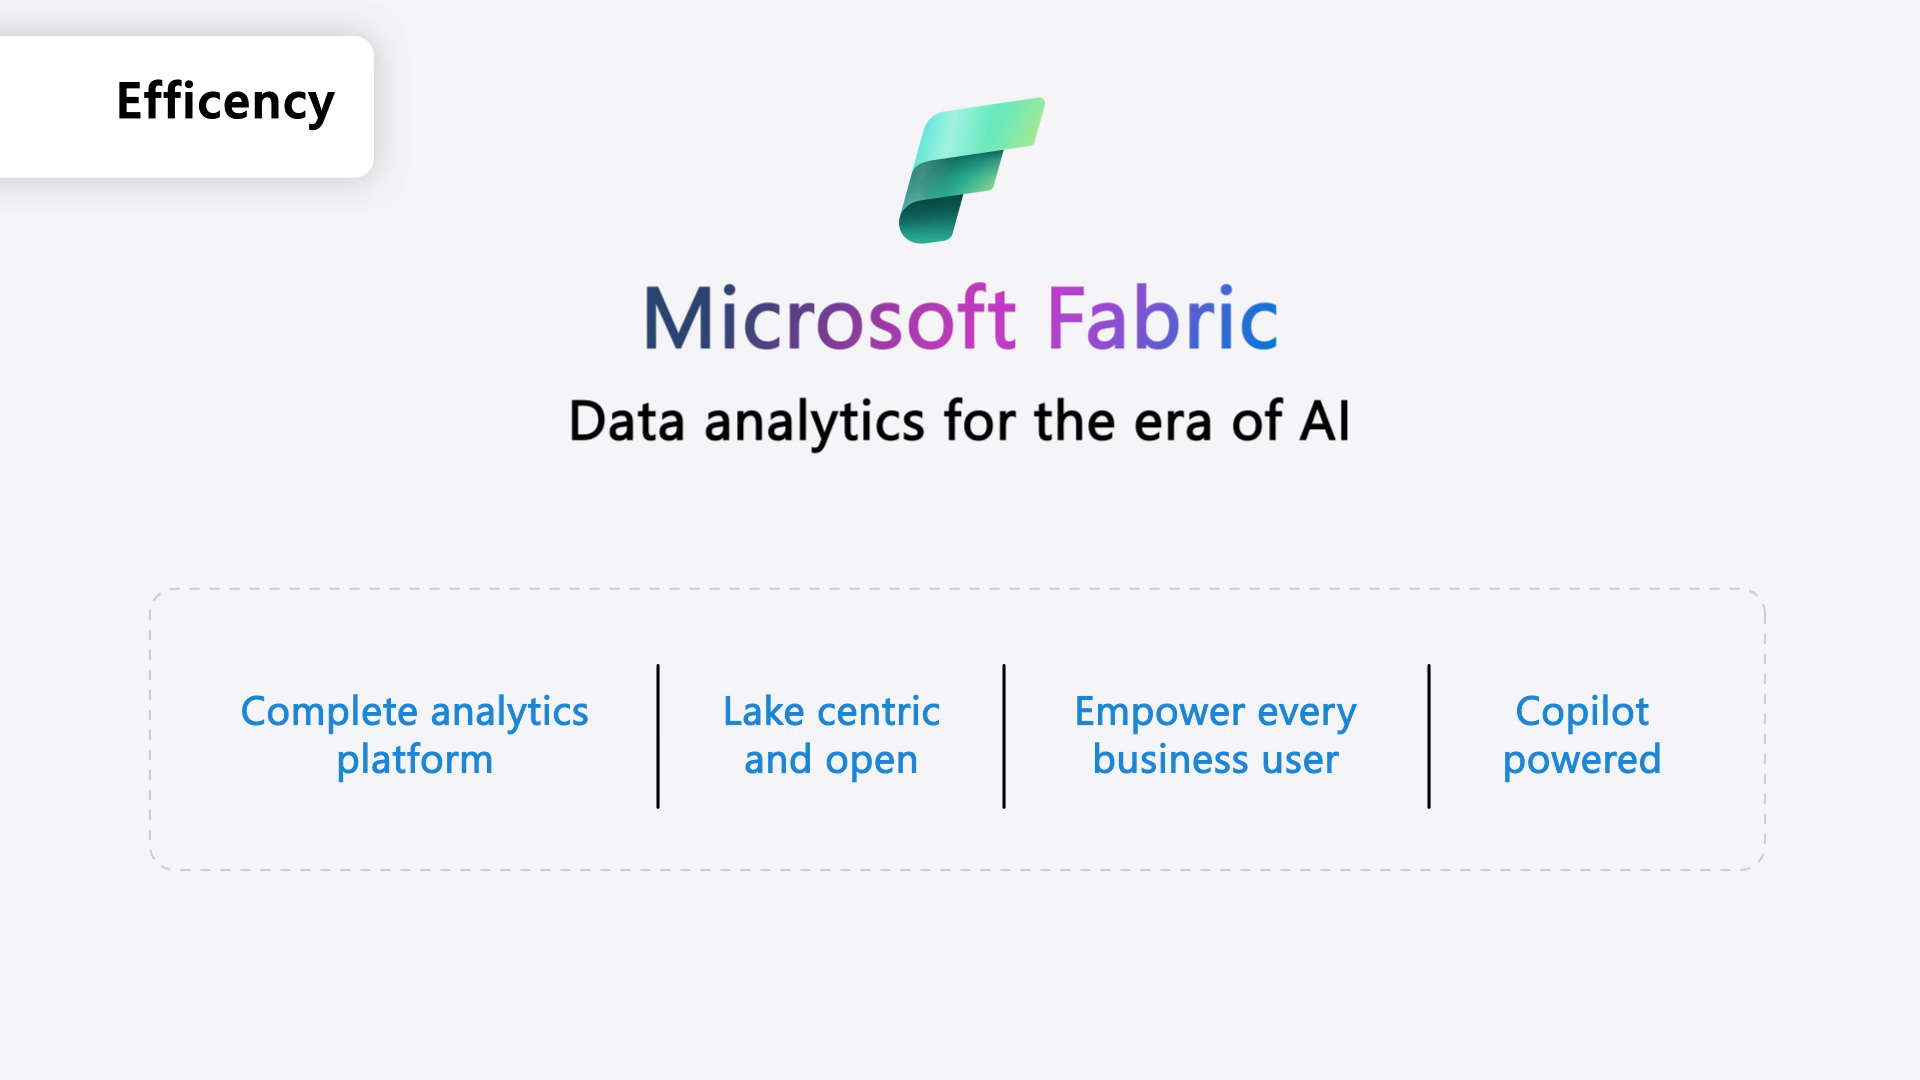 Efficency
Microsoft Fabric
Data analytics for the era of AI
Complete analytics
platform
Lake centric
and open
Empower every
business user
Copilot
powered